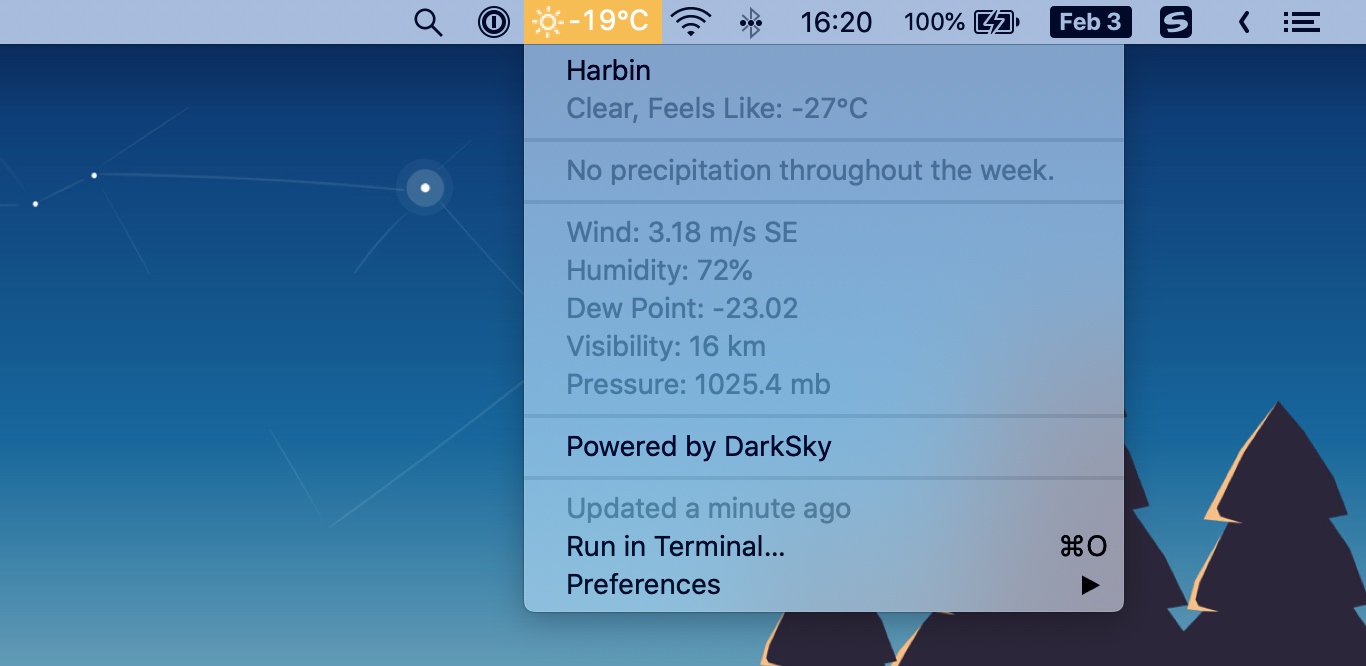 -19°C 16:20 100% Feb 3 S
Harbin
Clear, Feels Like: -27°C
No precipitation throughout the week.
Wind: 3.18 m/s SE
Humidity: 72%
Dew Point: -23.02
Visibility: 16 km
Pressure: 1025.4 mb
Powered by DarkSky
Updated a minute ago
Run in Terminal... ⌘O
Preferences